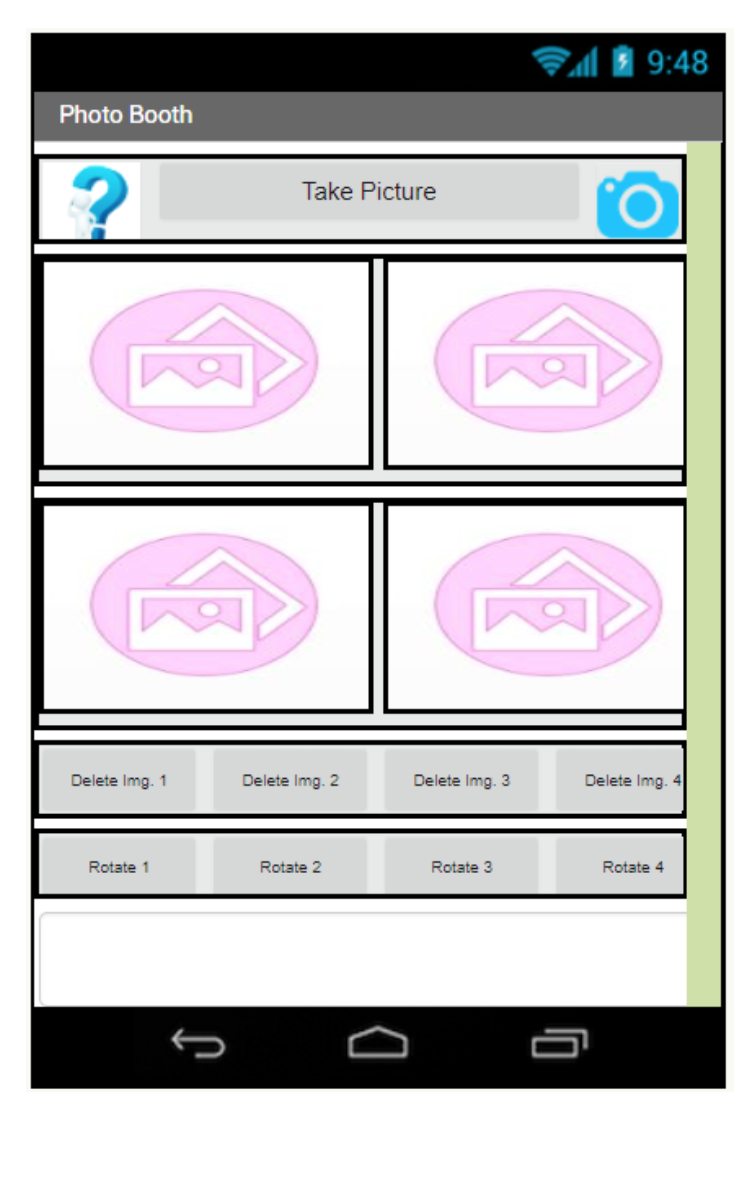 9:48
Photo Booth
Take Picture
Delete Img. 1 Delete Img. 2 Delete Img. 3 Delete Img. 4
Rotate 1 Rotate 2 Rotate 3 Rotate 4